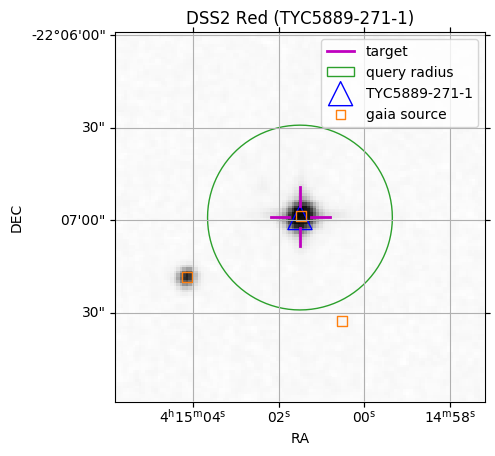 DSS2 Red (TYC5889-271-1)
target
query radius
TYC5889-271-1
gaia source
-22°06'00"
30"
07'00"
30"
DEC
4ʰ15ᵐ04ˢ 02ˢ 00ˢ 14ᵐ58ˢ
RA